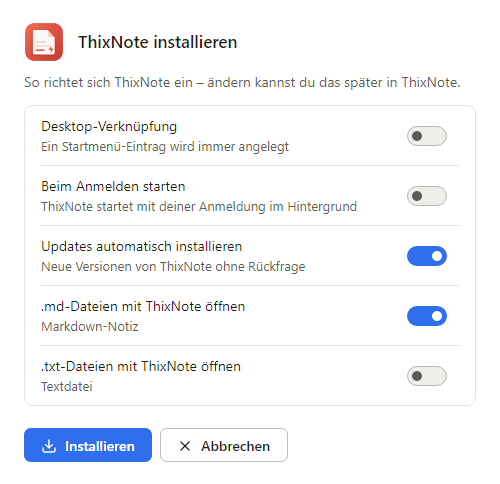 ThixNote installieren
So richtet sich ThixNote ein – ändern kannst du das später in ThixNote.
Desktop-Verknüpfung
Ein Startmenü-Eintrag wird immer angelegt
Beim Anmelden starten
ThixNote startet mit deiner Anmeldung im Hintergrund
Updates automatisch installieren
Neue Versionen von ThixNote ohne Rückfrage
.md-Dateien mit ThixNote öffnen
Markdown-Notiz
.txt-Dateien mit ThixNote öffnen
Textdatei
Installieren
Abbrechen